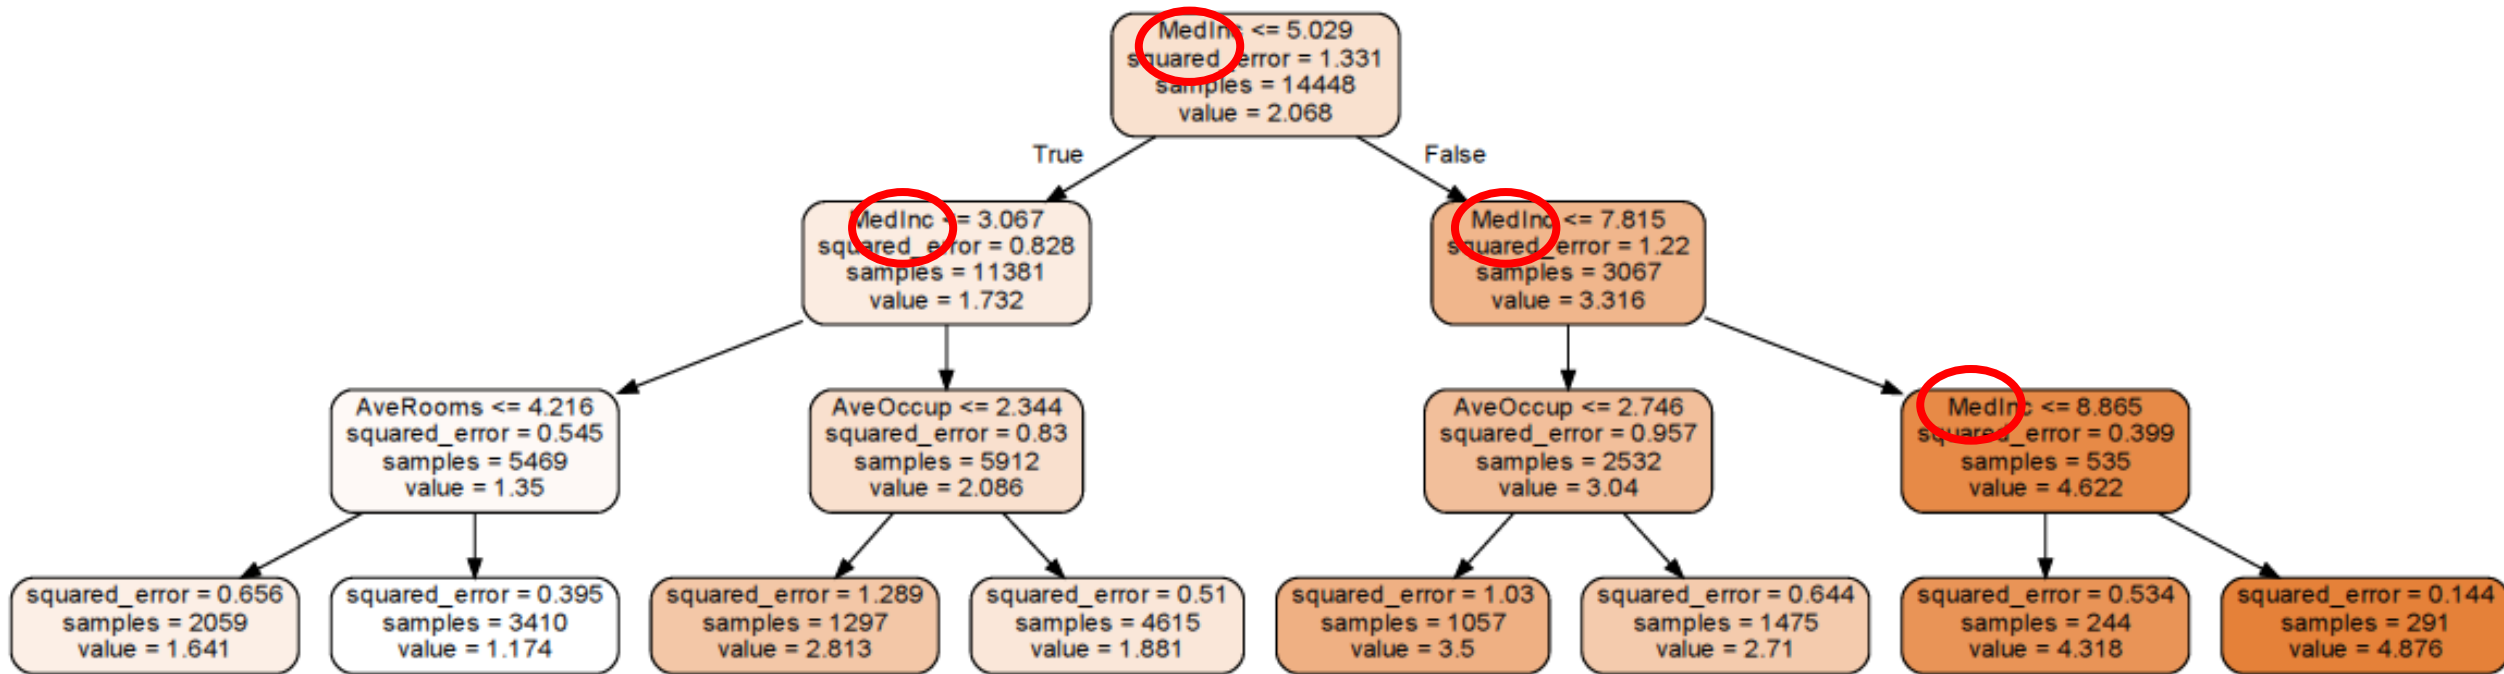 MedInc <= 5.029
squared_error = 1.331
samples = 14448
value = 2.068
True
False
MedInc <= 3.067
squared_error = 0.828
samples = 11381
value = 1.732
MedInc <= 7.815
squared_error = 1.22
samples = 3067
value = 3.316
AveRooms <= 4.216
squared_error = 0.545
samples = 5469
value = 1.35
AveOccup <= 2.344
squared_error = 0.83
samples = 5912
value = 2.086
AveOccup <= 2.746
squared_error = 0.957
samples = 2532
value = 3.04
MedInc <= 8.865
squared_error = 0.399
samples = 535
value = 4.622
squared_error = 0.656
samples = 2059
value = 1.641
squared_error = 0.395
samples = 3410
value = 1.174
squared_error = 1.289
samples = 1297
value = 2.813
squared_error = 0.51
samples = 4615
value = 1.881
squared_error = 1.03
samples = 1057
value = 3.5
squared_error = 0.644
samples = 1475
value = 2.71
squared_error = 0.534
samples = 244
value = 4.318
squared_error = 0.144
samples = 291
value = 4.876